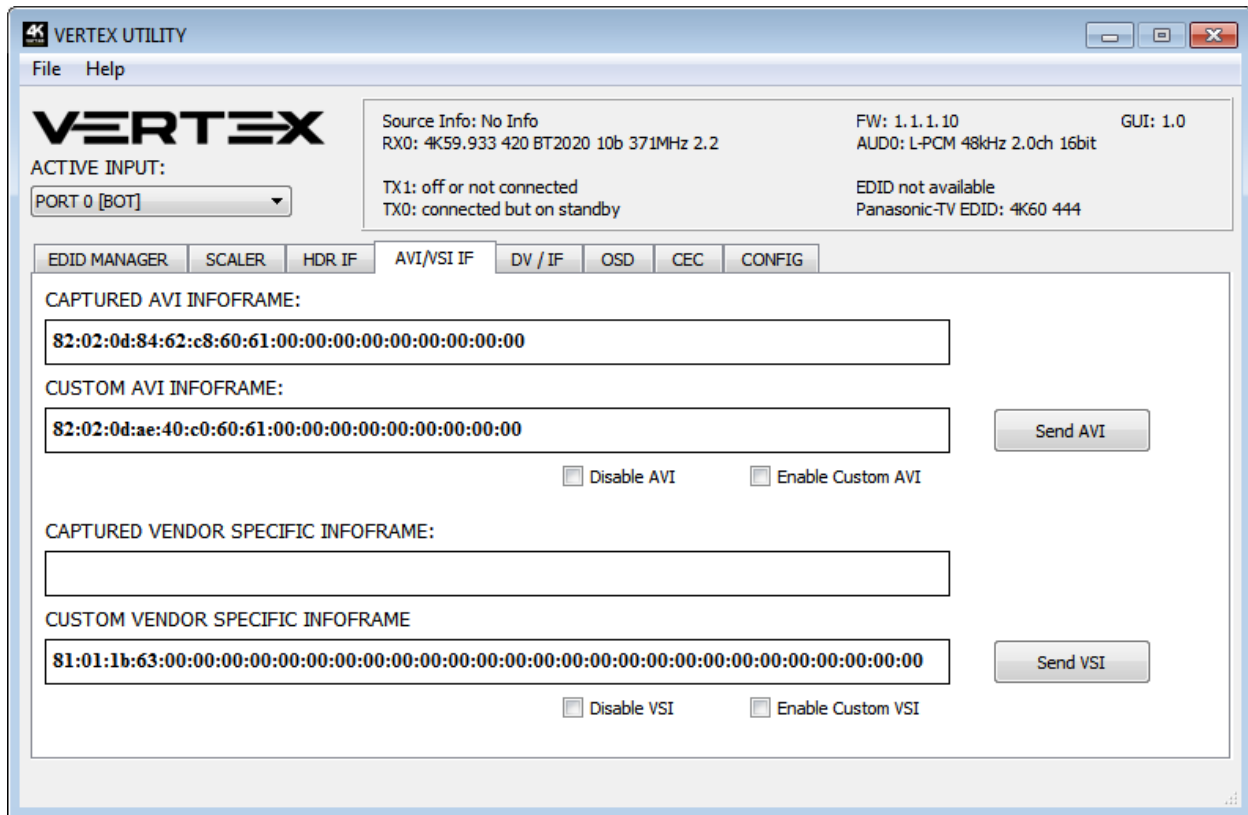 4K
VERTEX UTILITY
File Help
VERTEX
Source Info: No Info FW: 1.1.1.10 GUI: 1.0
RX0: 4K59.933 420 BT2020 10b 371MHz 2.2 AUD0: L-PCM 48kHz 2.0ch 16bit
ACTIVE INPUT:
PORT 0 [BOT]
TX1: off or not connected EDID not available
TX0: connected but on standby Panasonic-TV EDID: 4K60 444
EDID MANAGER SCALER HDR IF AVI/VSI IF DV / IF OSD CEC CONFIG
CAPTURED AVI INFOFRAME:
82:02:0d:84:62:c8:60:61:00:00:00:00:00:00:00:00:00
CUSTOM AVI INFOFRAME:
82:02:0d:ae:40:c0:60:61:00:00:00:00:00:00:00:00:00
Send AVI
Disable AVI Enable Custom AVI
CAPTURED VENDOR SPECIFIC INFOFRAME:
CUSTOM VENDOR SPECIFIC INFOFRAME
81:01:1b:63:00:00:00:00:00:00:00:00:00:00:00:00:00:00:00:00:00:00:00:00:00:00:00:00:00:00:00
Send VSI
Disable VSI Enable Custom VSI